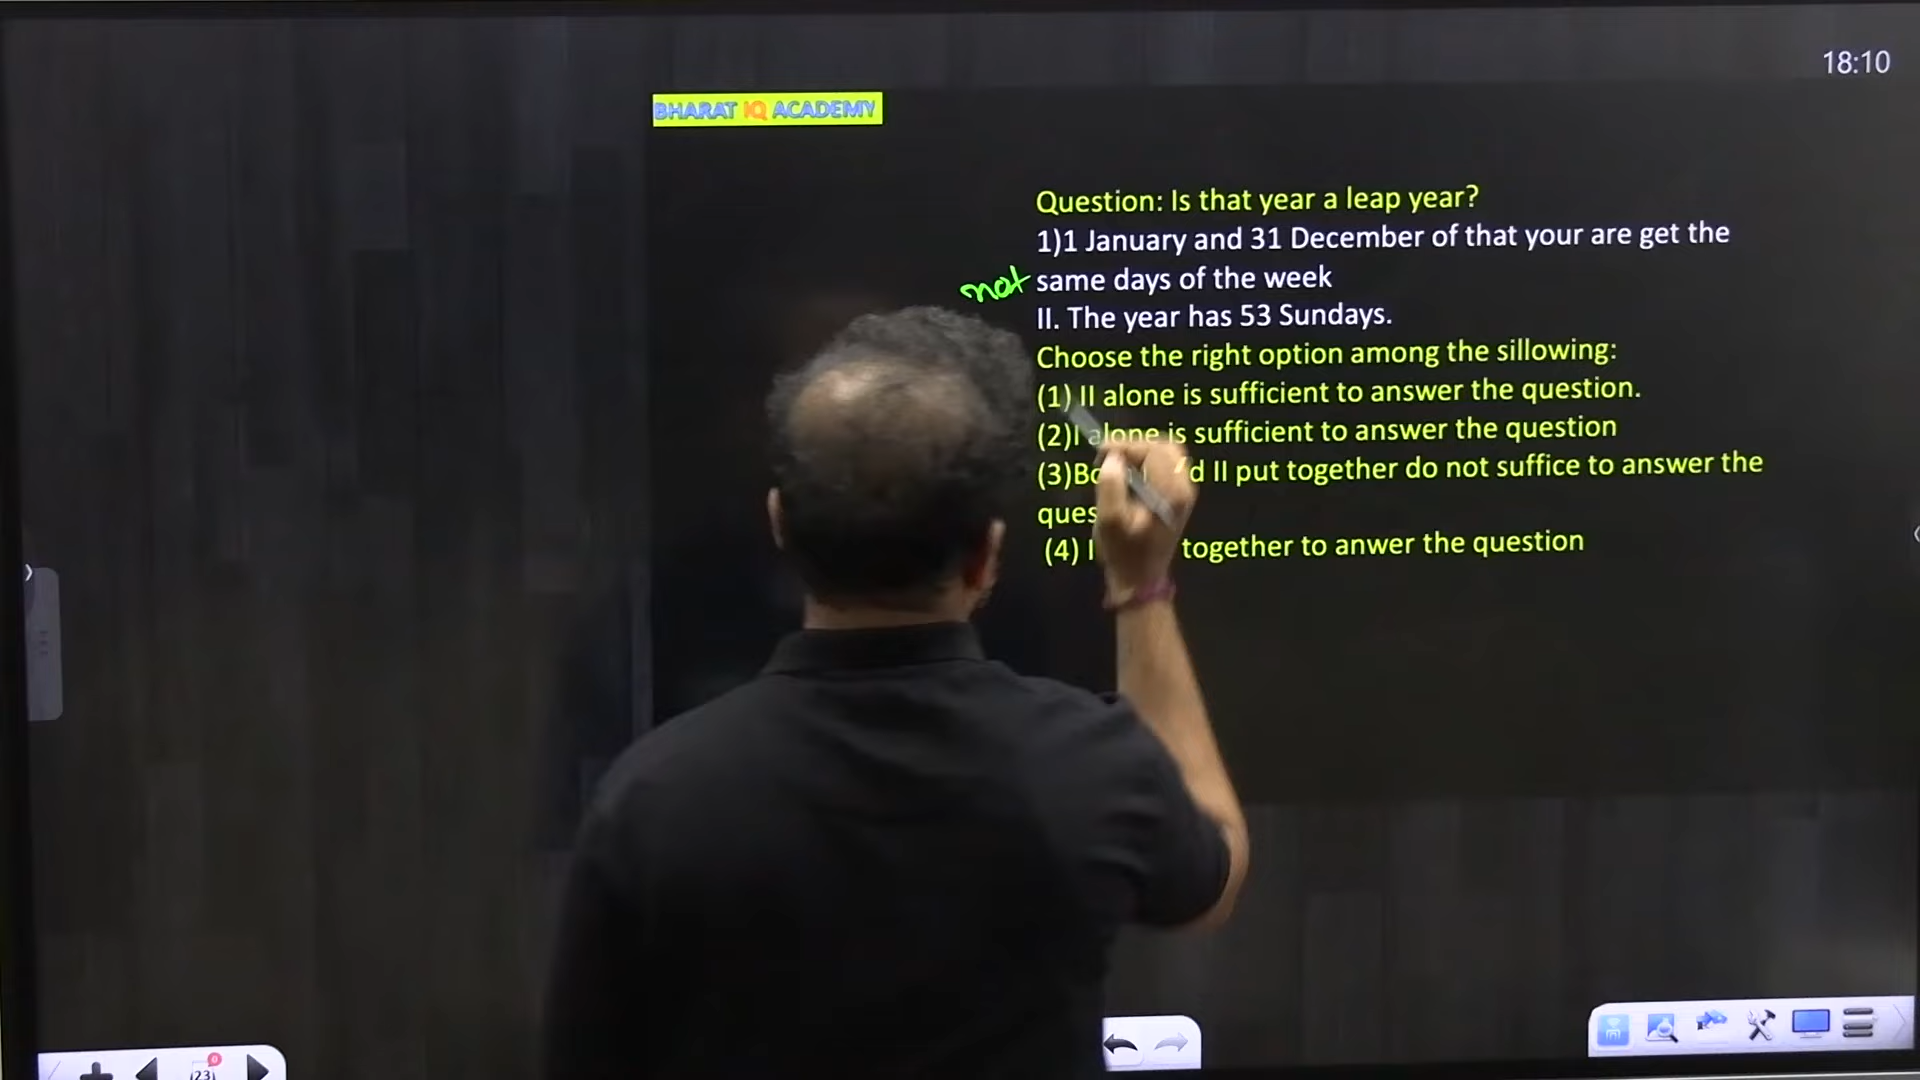 18:10
BHARAT IQ ACADEMY
Question: Is that year a leap year?
1)1 January and 31 December of that your are get the
not same days of the week
II. The year has 53 Sundays.
Choose the right option among the sillowing:
(1) II alone is sufficient to answer the question.
(2)I alone is sufficient to answer the question
(3) II put together do not suffice to answer the
(4) together to anwer the question
0
(23)